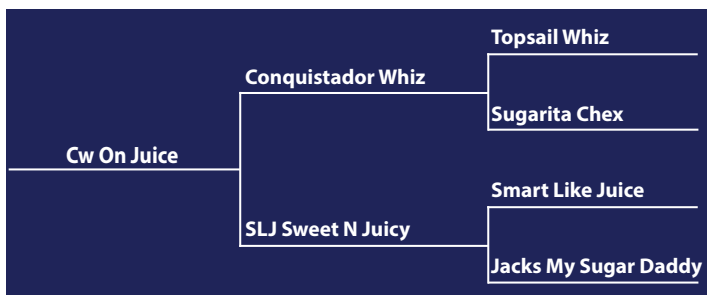 Topsail Whiz
Conquistador Whiz
Sugarita Chex
Cw On Juice
Smart Like Juice
SLJ Sweet N Juicy
Jacks My Sugar Daddy